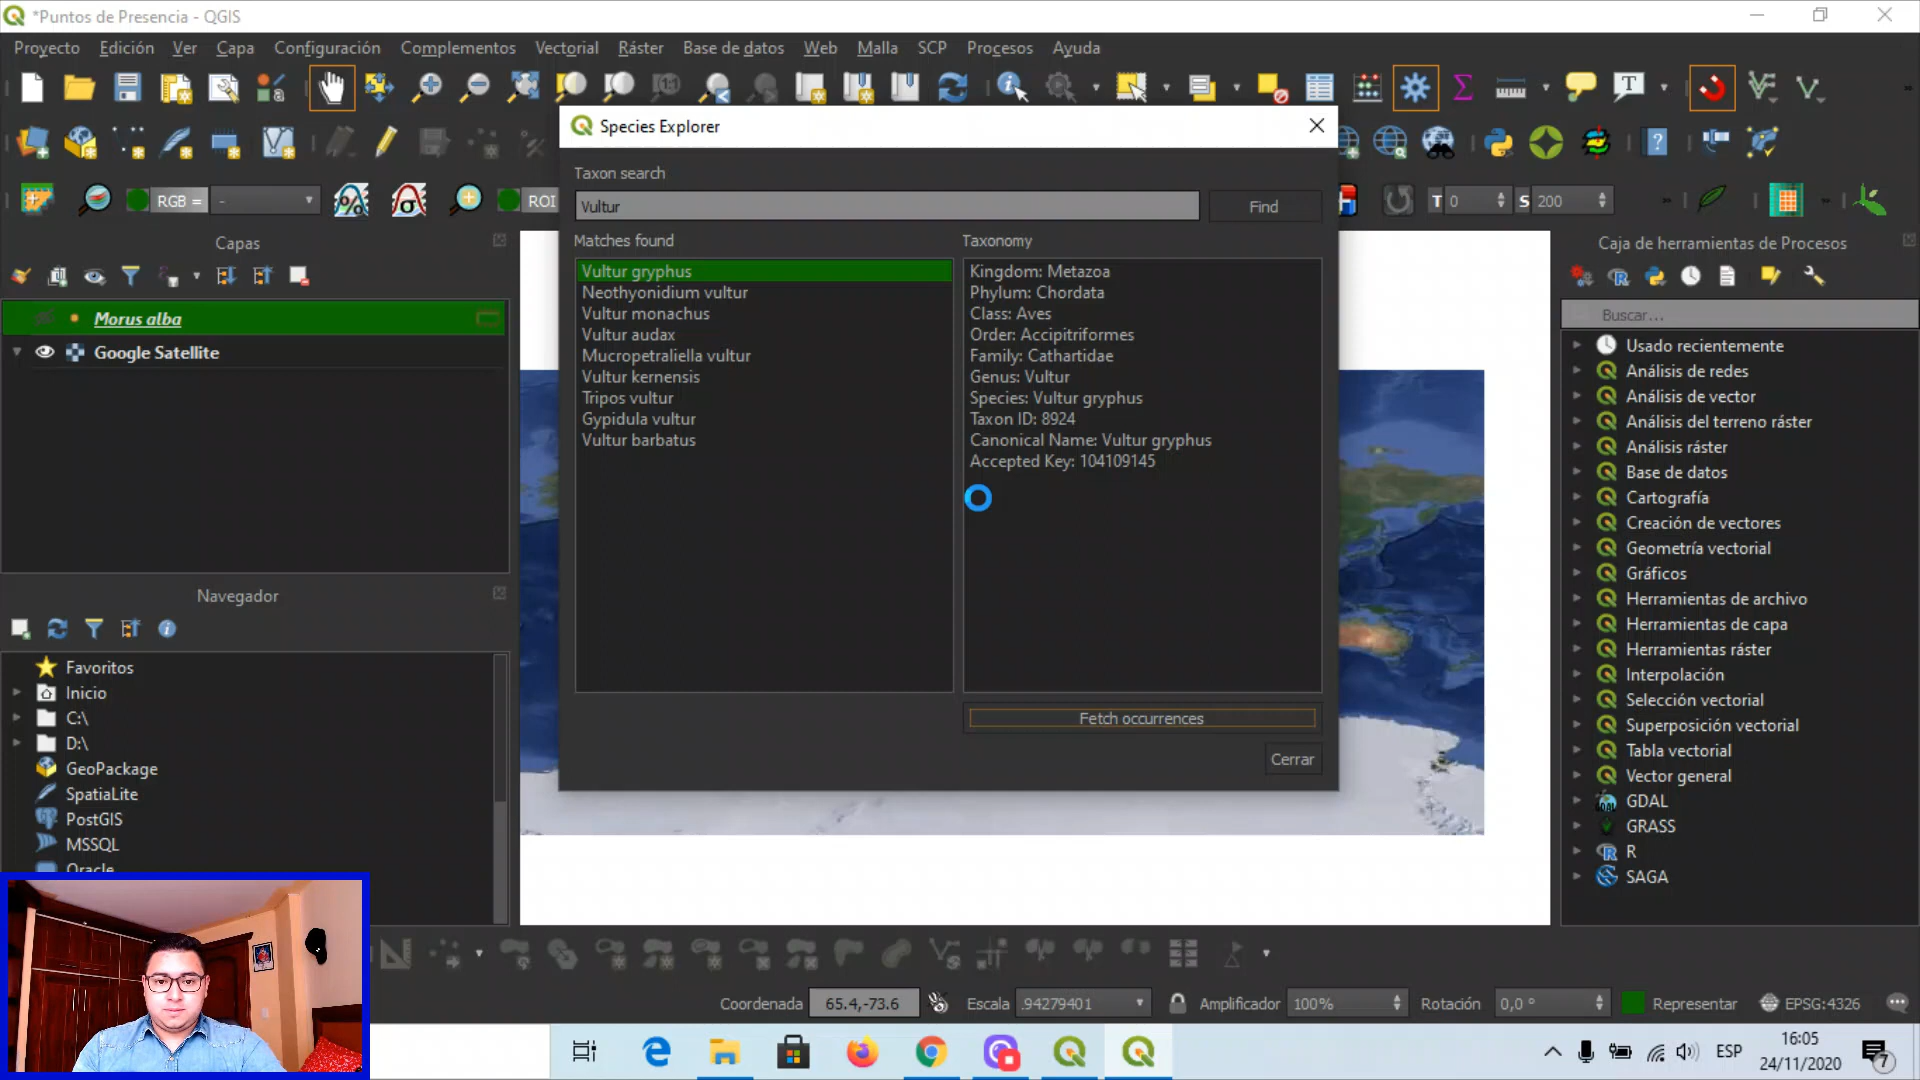 *Puntos de Presencia - QGIS
Proyecto Edición Ver Capa Configuración Complementos Vectorial Ráster Base de datos Web Malla SCP Procesos Ayuda
RGB = - ROI T 0 S 200
Species Explorer
Taxon search
Vultur Find
Matches found
Vultur gryphus
Neothyonidium vultur
Vultur monachus
Vultur audax
Mucropetraliella vultur
Vultur kernensis
Tripos vultur
Gypidula vultur
Vultur barbatus
Taxonomy
Kingdom: Metazoa
Phylum: Chordata
Class: Aves
Order: Accipitriformes
Family: Cathartidae
Genus: Vultur
Species: Vultur gryphus
Taxon ID: 8924
Canonical Name: Vultur gryphus
Accepted Key: 104109145
Fetch occurrences
Cerrar
Capas
Morus alba
Google Satellite
Navegador
Favoritos
Inicio
C:\
D:\
GeoPackage
SpatiaLite
PostGIS
MSSQL
Oracle
Caja de herramientas de Procesos
Buscar...
Usado recientemente
Análisis de redes
Análisis de vector
Análisis del terreno ráster
Análisis ráster
Base de datos
Cartografía
Creación de vectores
Geometría vectorial
Gráficos
Herramientas de archivo
Herramientas de capa
Herramientas ráster
Interpolación
Selección vectorial
Superposición vectorial
Tabla vectorial
Vector general
GDAL
GRASS
R
SAGA
Coordenada 65.4,-73.6 Escala .94279401 Amplificador 100% Rotación 0,0 ° Representar EPSG:4326
ESP
16:05
24/11/2020
7